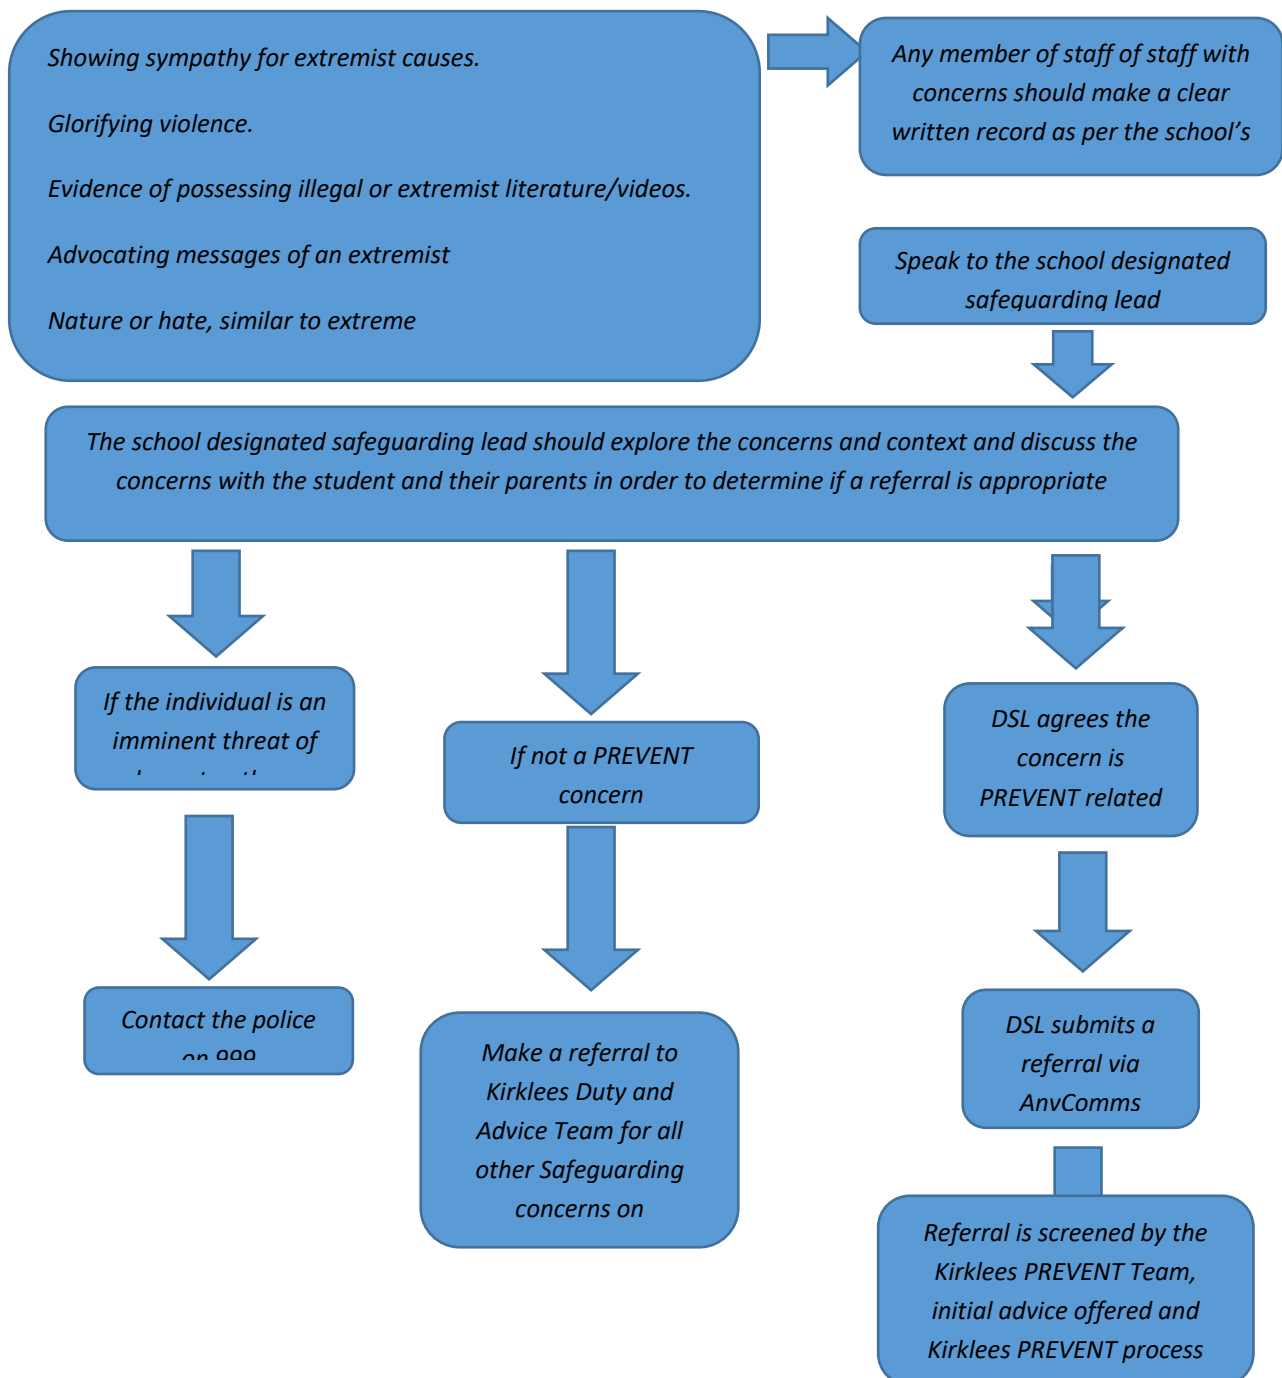 Showing sympathy for extremist causes.
Glorifying violence.
Evidence of possessing illegal or extremist literature/videos.
Advocating messages of an extremist
Nature or hate, similar to extreme
Any member of staff of staff with
concerns should make a clear
written record as per the school’s
Speak to the school designated
safeguarding lead
The school designated safeguarding lead should explore the concerns and context and discuss the
concerns with the student and their parents in order to determine if a referral is appropriate
If the individual is an
imminent threat of
Contact the police
on 999
If not a PREVENT
concern
Make a referral to
Kirklees Duty and
Advice Team for all
other Safeguarding
concerns on
DSL agrees the
concern is
PREVENT related
DSL submits a
referral via
AnyComms
Referral is screened by the
Kirklees PREVENT Team,
initial advice offered and
Kirklees PREVENT process